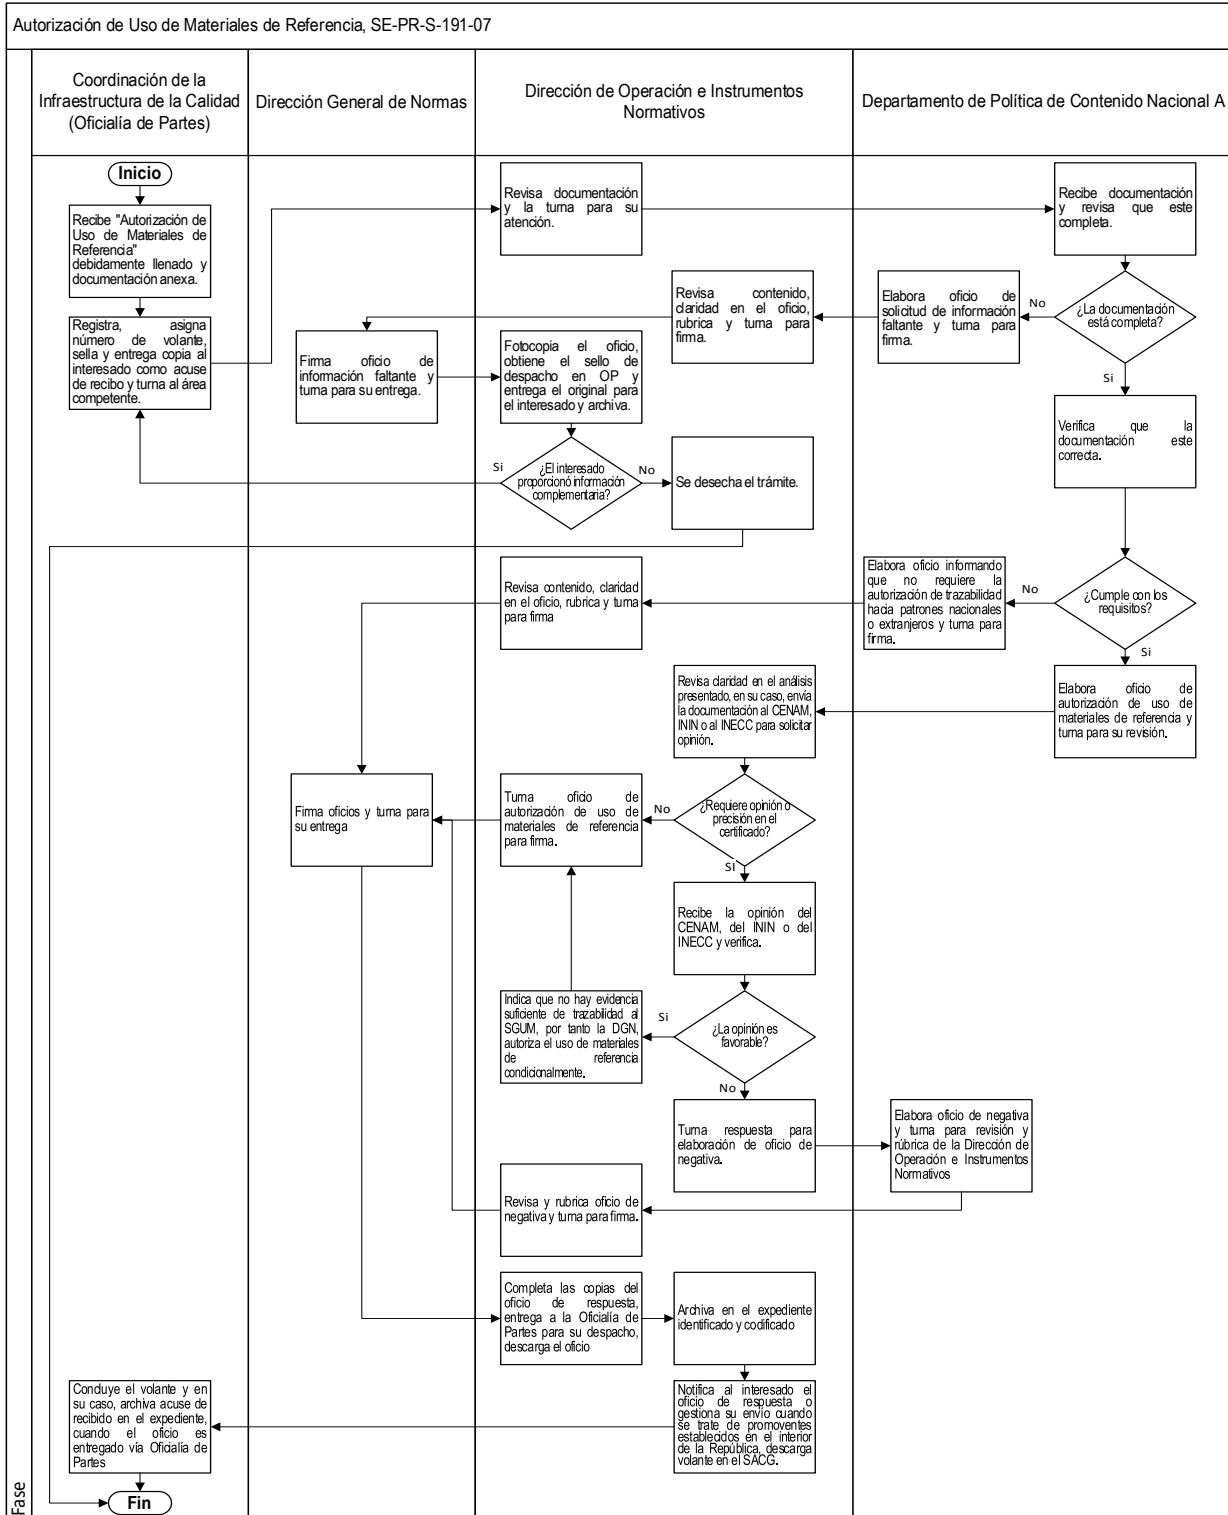 Autorización de Uso de Materiales de Referencia, SE-PR-S-191-07
Fase
Coordinación de la
Infraestructura de la Calidad
(Oficialía de Partes)
Dirección General de Normas
Dirección de Operación e Instrumentos
Normativos
Departamento de Política de Contenido Nacional A
Inicio
Recibe "Autorización de
Uso de Materiales de
Referencia"
debidamente llenado y
documentación anexa.
Registra, asigna
número de volante,
sella y entrega copia al
interesado como acuse
de recibo y turna al área
competente.
Revisa documentación
y la turna para su
atención.
Recibe documentación
y revisa que este
completa.
¿La documentación
está completa?
No
Si
Elabora oficio de
solicitud de información
faltante y turna para
firma.
Revisa contenido,
claridad en el oficio,
rubrica y turna para
firma.
Firma oficio de
información faltante y
turna para su entrega.
Fotocopia el oficio,
obtiene el sello de
despacho en OP y
entrega el original para
el interesado y archiva.
¿El interesado
proporcionó información
complementaria?
Si
No
Se desecha el trámite.
Verifica que la
documentación este
correcta.
¿Cumple con los
requisitos?
No
Si
Elabora oficio informando
que no requiere la
autorización de trazabilidad
hacia patrones nacionales
o extranjeros y turna para
firma.
Revisa contenido, claridad
en el oficio, rubrica y turna
para firma
Elabora oficio de
autorización de uso de
materiales de referencia y
turna para su revisión.
Revisa claridad en el análisis
presentado, en su caso, envía
la documentación al CENAM,
ININ o al INECC para solicitar
opinión.
¿Requiere opinión o
precisión en el
certificado?
No
SI
Turna oficio de
autorización de uso de
materiales de referencia
para firma.
Firma oficios y turna para
su entrega
Recibe la opinión del
CENAM, del ININ o del
INECC y verifica.
¿La opinión es
favorable?
Si
No
Indica que no hay evidencia
suficiente de trazabilidad al
SGUM, por tanto la DGN,
autoriza el uso de materiales
de referencia
condicionalmente.
Turna respuesta para
elaboración de oficio de
negativa.
Elabora oficio de negativa
y turna para revisión y
rúbrica de la Dirección de
Operación e Instrumentos
Normativos
Revisa y rubrica oficio de
negativa y turna para firma.
Completa las copias del
oficio de respuesta,
entrega a la Oficialía de
Partes para su despacho,
descarga el oficio
Archiva en el expediente
identificado y codificado
Notifica al interesado el
oficio de respuesta o
gestiona su envío cuando
se trate de promoventes
establecidos en el interior
de la República, descarga
volante en el SACG.
Concluye el volante y en
su caso, archiva acuse de
recibido en el expediente,
cuando el oficio es
entregado vía Oficialía de
Partes
Fin